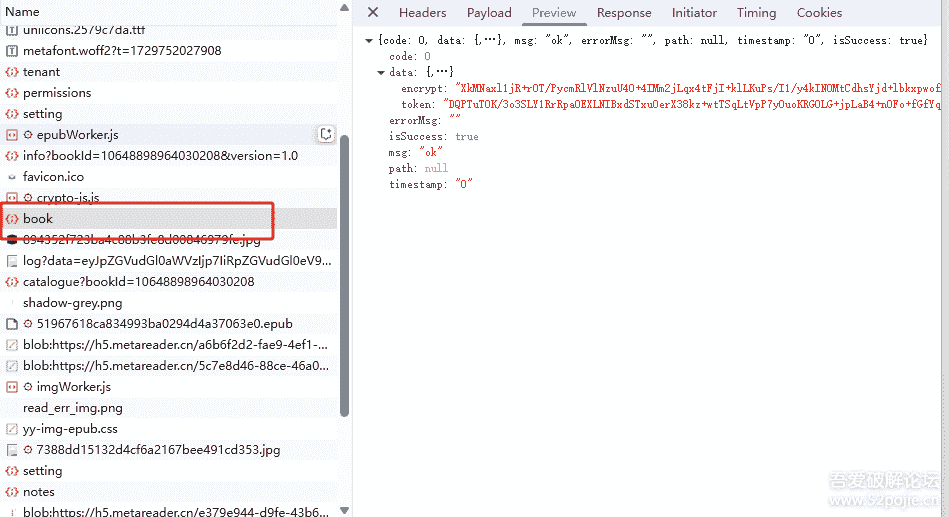 Name
uniicons.2579c7da.ttf
metafont.woff2?t=1729752027908
tenant
permissions
setting
epubWorker.js
info?bookId=10648898964030208&version=1.0
favicon.ico
crypto-js.js
book
894352f723ba4c88b3fe8d00846979fe.jpg
log?data=eyJpZGVudGl0aWVzIjp7IiRpZGVudGl0eV9...
catalogue?bookId=10648898964030208
shadow-grey.png
51967618ca834993ba0294d4a37063e0.epub
blob:https://h5.metareader.cn/a6b6f2d2-fae9-4ef1-...
blob:https://h5.metareader.cn/5c7e8d46-88ce-46a0...
imgWorker.js
read_err_img.png
yy-img-epub.css
7388dd15132d4cf6a2167bee491cd353.jpg
setting
notes
blob:https://h5.metareader.cn/e379e944-d9fe-43b6...
Headers Payload Preview Response Initiator Timing Cookies
{code: 0, data: {,…}, msg: "ok", errorMsg: "", path: null, timestamp: "0", isSuccess: true}
code: 0
data: {,…}
encrypt:
token:
errorMsg: ""
isSuccess: true
msg: "ok"
path: null
timestamp: "0"
吾爱破解论坛
www.52pojie.cn